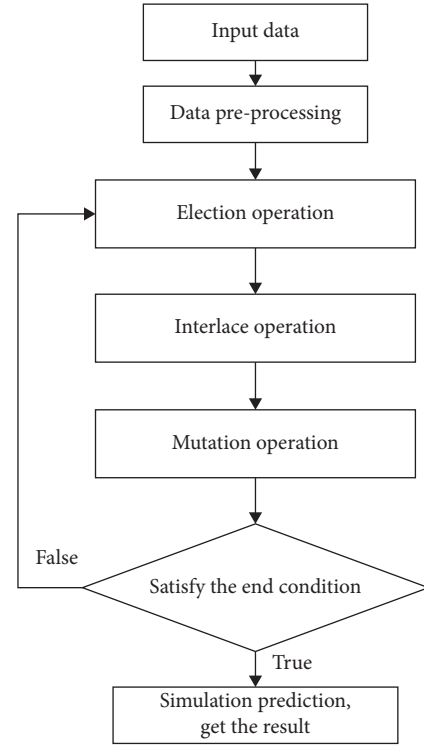 Input data
Data pre-processing
Election operation
Interlace operation
Mutation operation
False
Satisfy the end condition
True
Simulation prediction,
get the result